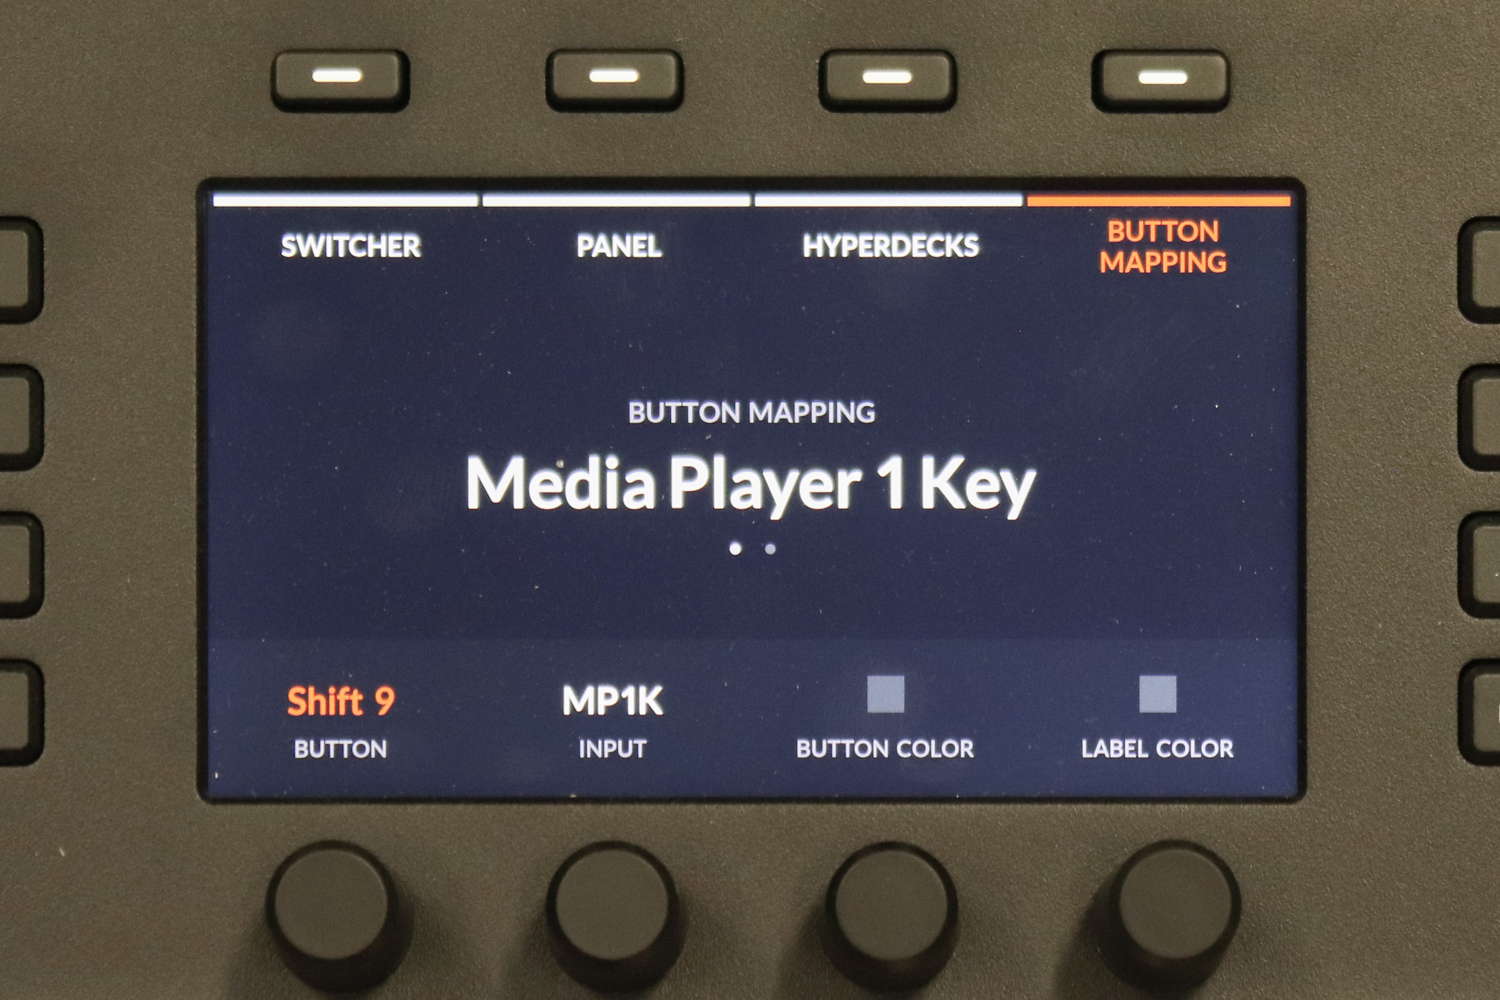 SWITCHER
PANEL
HYPERDECKS
BUTTON
MAPPING
BUTTON MAPPING
Media Player 1 Key
Shift 9
MP1K
BUTTON
INPUT
BUTTON COLOR
LABEL COLOR